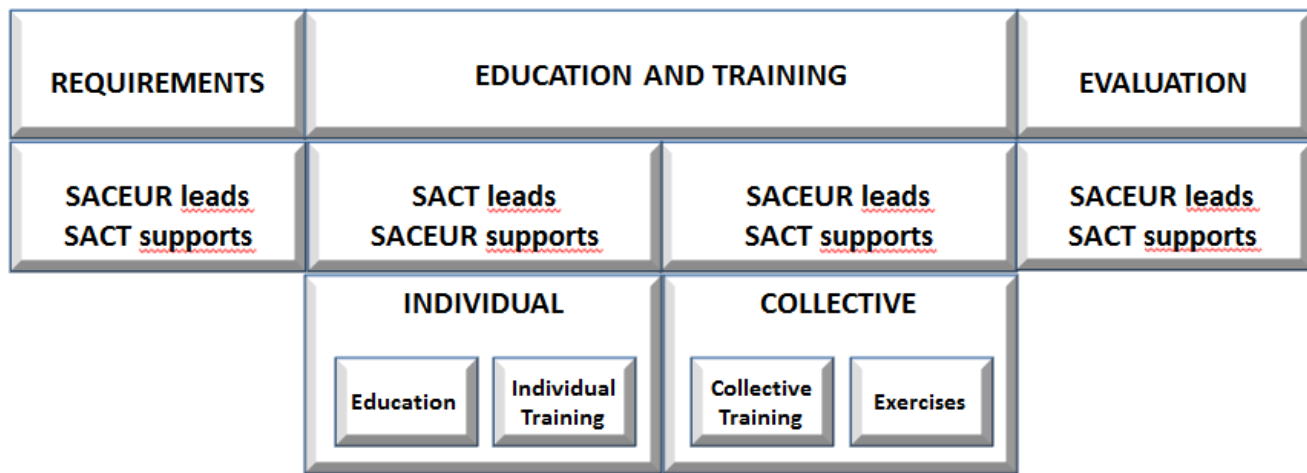 REQUIREMENTS
EDUCATION AND TRAINING
EVALUATION
SACEUR leads
SACT supports
SACT leads
SACEUR supports
SACEUR leads
SACT supports
SACEUR leads
SACT supports
INDIVIDUAL
COLLECTIVE
Education
Individual
Training
Collective
Training
Exercises